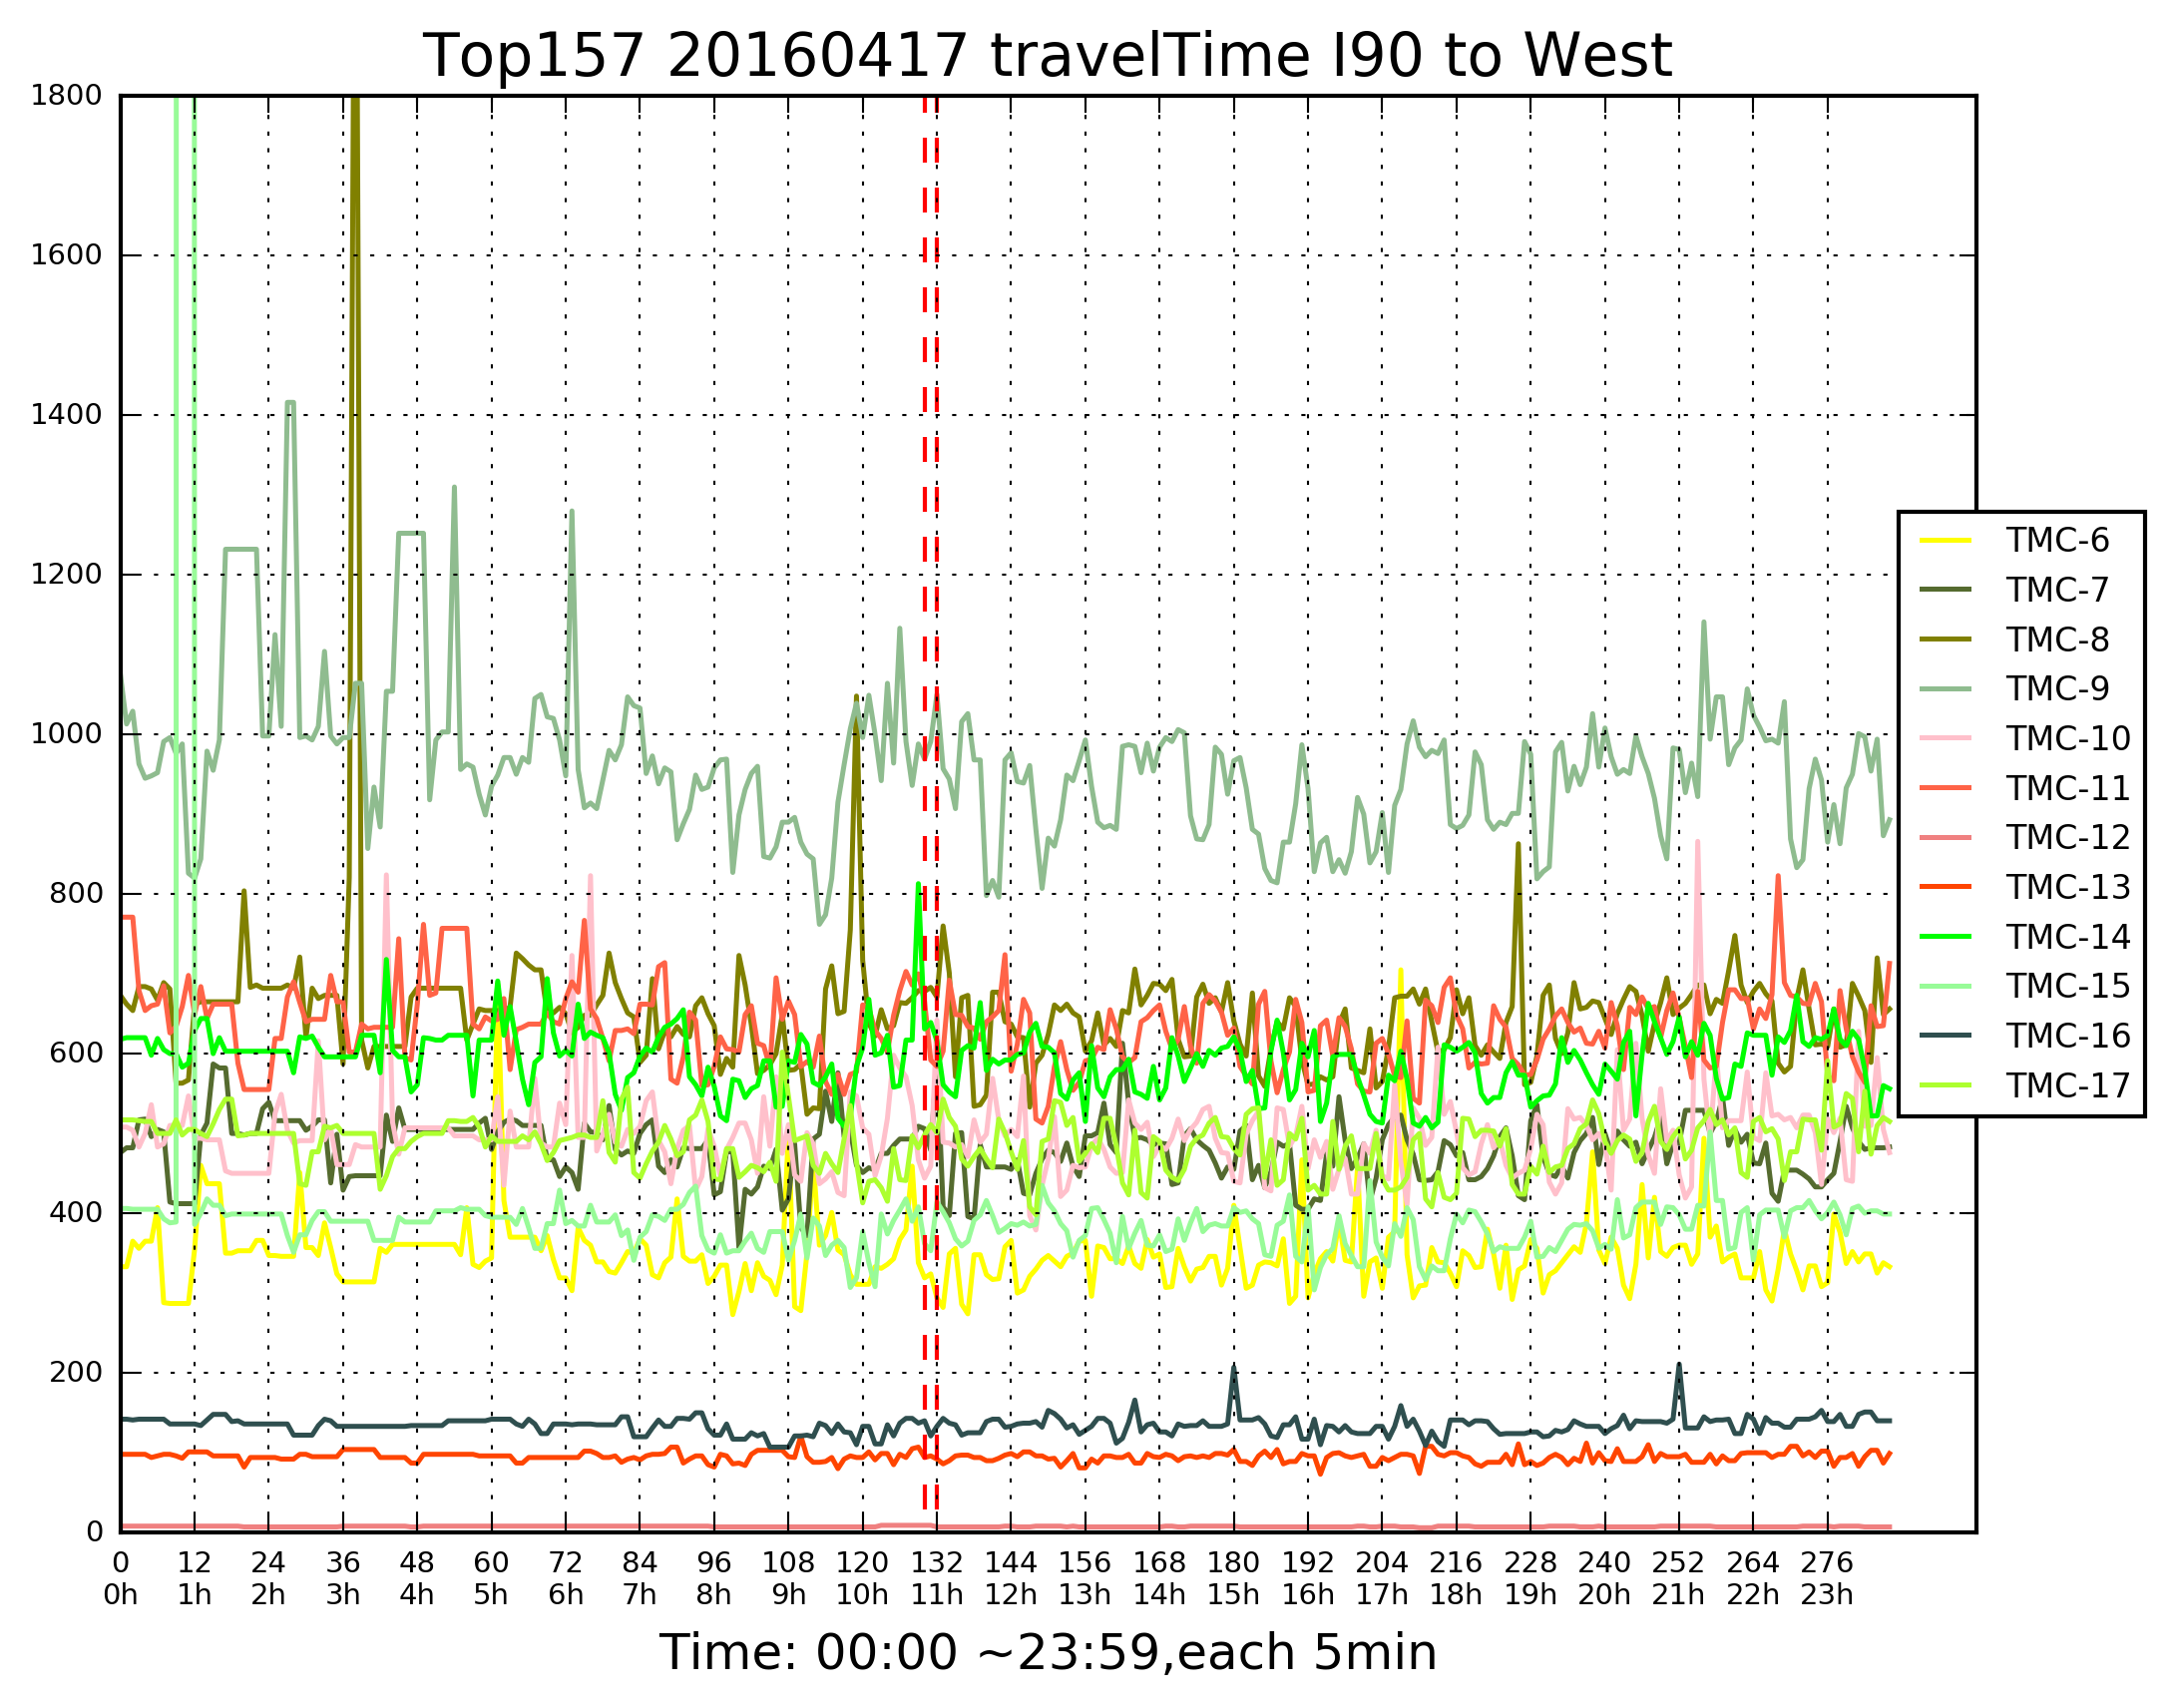 Top157 20160417 travelTime I90 to West
1800
1600
1400
1200
1000
800
600
400
200
0
TMC-6
TMC-7
TMC-8
TMC-9
TMC-10
TMC-11
TMC-12
TMC-13
TMC-14
TMC-15
TMC-16
TMC-17
0 12 24 36 48 60 72 84 96 108 120 132 144 156 168 180 192 204 216 228 240 252 264 276
0h 1h 2h 3h 4h 5h 6h 7h 8h 9h 10h 11h 12h 13h 14h 15h 16h 17h 18h 19h 20h 21h 22h 23h
Time: 00:00 ~23:59,each 5min